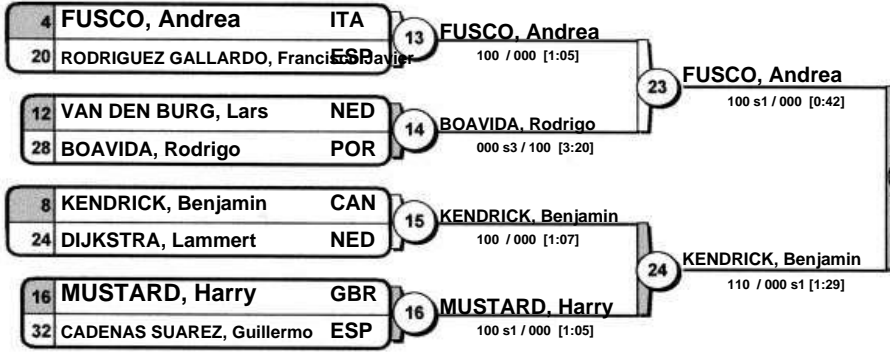 4 FUSCO, Andrea ITA
20 RODRIGUEZ GALLARDO, Francisco Javier ESP
13 FUSCO, Andrea
100 / 000 [1:05]
23 FUSCO, Andrea
100 s1 / 000 [0:42]
12 VAN DEN BURG, Lars NED
28 BOAVIDA, Rodrigo POR
14 BOAVIDA, Rodrigo
000 s3 / 100 [3:20]
8 KENDRICK, Benjamin CAN
24 DIJKSTRA, Lammert NED
15 KENDRICK, Benjamin
100 / 000 [1:07]
24 KENDRICK, Benjamin
110 / 000 s1 [1:29]
16 MUSTARD, Harry GBR
32 CADENAS SUAREZ, Guillermo ESP
16 MUSTARD, Harry
100 s1 / 000 [1:05]